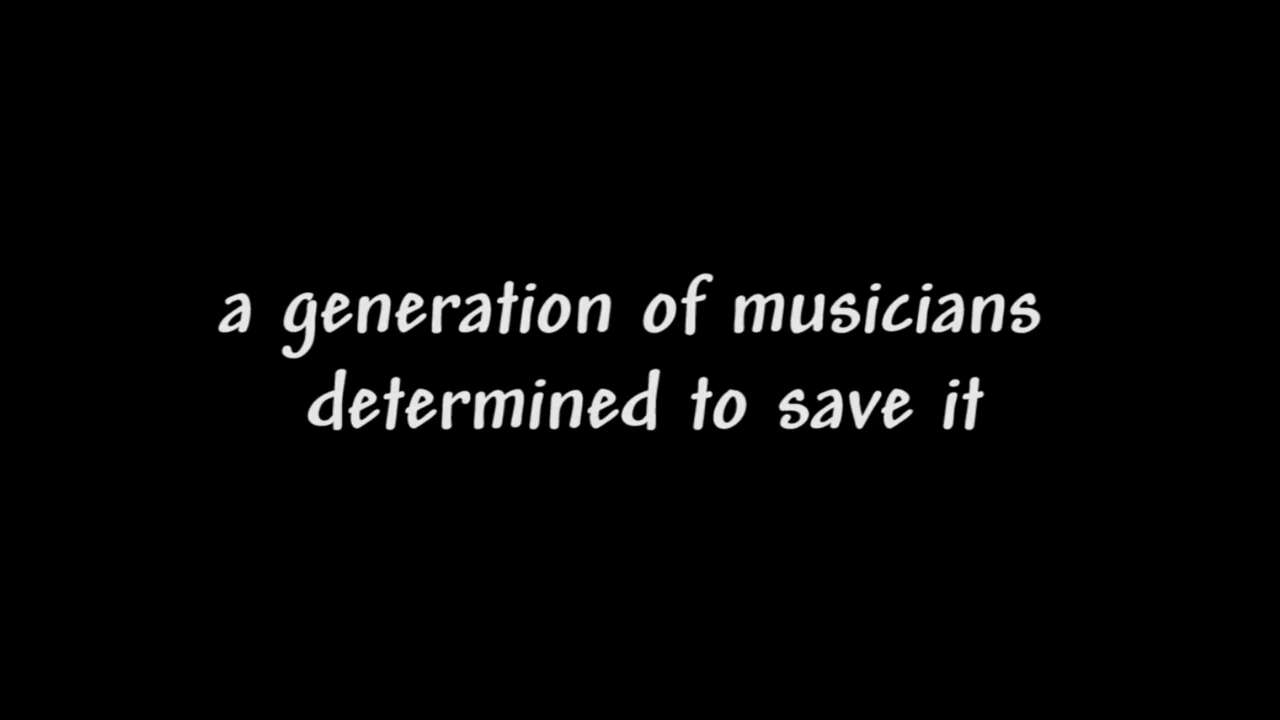 a generation of musicians
determined to save it